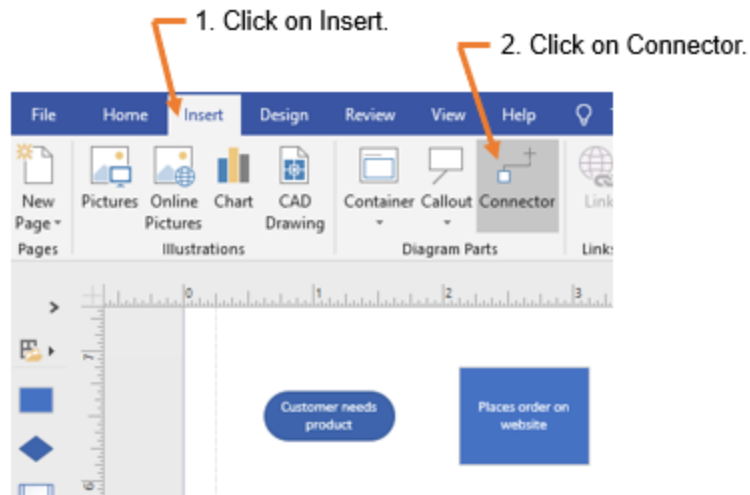 1. Click on Insert.
2. Click on Connector.
File Home Insert Design Review View Help
New Page
Pictures
Online Pictures
Chart
CAD Drawing
Container
Callout
Connector
Link
Pages
Illustrations
Diagram Parts
Links
0 1 2 3
7
Customer needs
product
Places order on
website